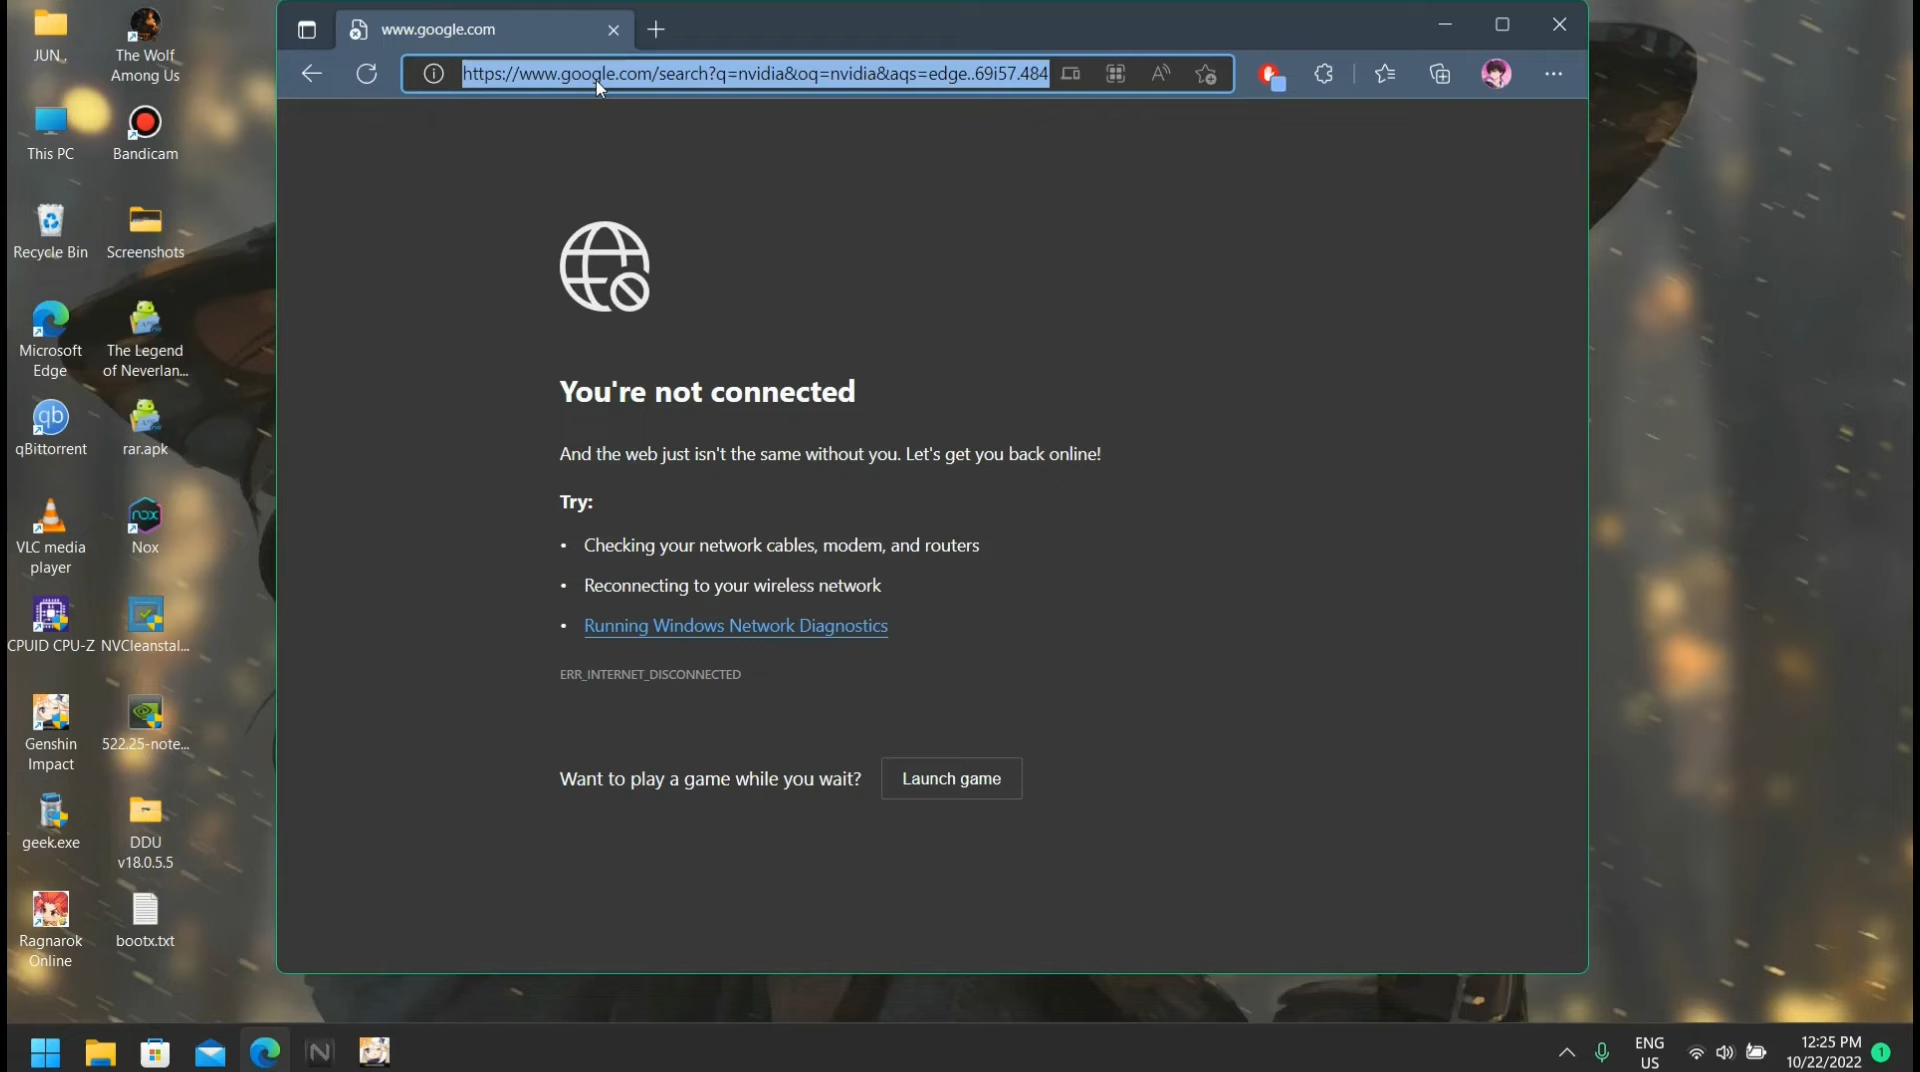 JUN ,
The Wolf
Among Us
This PC
Bandicam
Recycle Bin
Screenshots
Microsoft
Edge
The Legend
of Neverlan...
qb
qBittorrent
rar.apk
VLC media
player
nox
Nox
CPUID CPU-Z
NVCleanstal...
Genshin
Impact
522.25-note...
geek.exe
DDU
v18.0.5.5
Ragnarok
Online
bootx.txt
www.google.com
https://www.google.com/search?q=nvidia&oq=nvidia&aqs=edge..69i57.484
You're not connected
And the web just isn't the same without you. Let's get you back online!
Try:
• Checking your network cables, modem, and routers
• Reconnecting to your wireless network
• Running Windows Network Diagnostics
ERR_INTERNET_DISCONNECTED
Want to play a game while you wait?
Launch game
ENG
US
12:25 PM
10/22/2022
1